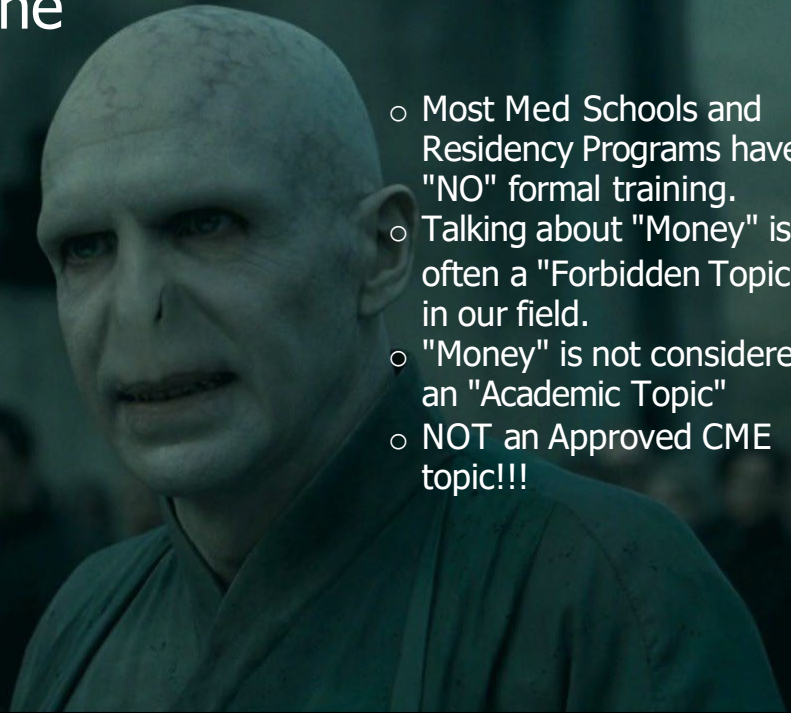 ne
○ Most Med Schools and
Residency Programs have
"NO" formal training.
○ Talking about "Money" is
often a "Forbidden Topic
in our field.
○ "Money" is not considere
an "Academic Topic"
○ NOT an Approved CME
topic!!!